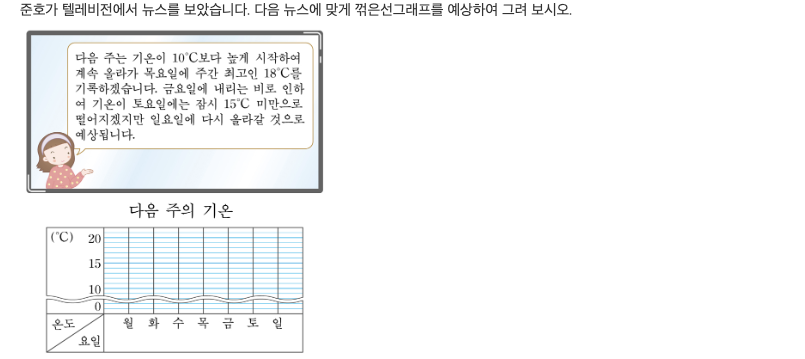 준호가 텔레비전에서 뉴스를 보았습니다. 다음 뉴스에 맞게 꺾은선그래프를 예상하여 그려 보시오.
다음 주는 기온이 10℃보다 높게 시작하여
계속 올라가 목요일에 주간 최고인 18℃를
기록하겠습니다. 금요일에 내리는 비로 인하
여 기온이 토요일에는 잠시 15℃ 미만으로
떨어지겠지만 일요일에 다시 올라갈 것으로
예상됩니다.
다음 주의 기온
(℃)
20
15
10
0
온도
요일
월 화 수 목 금 토 일